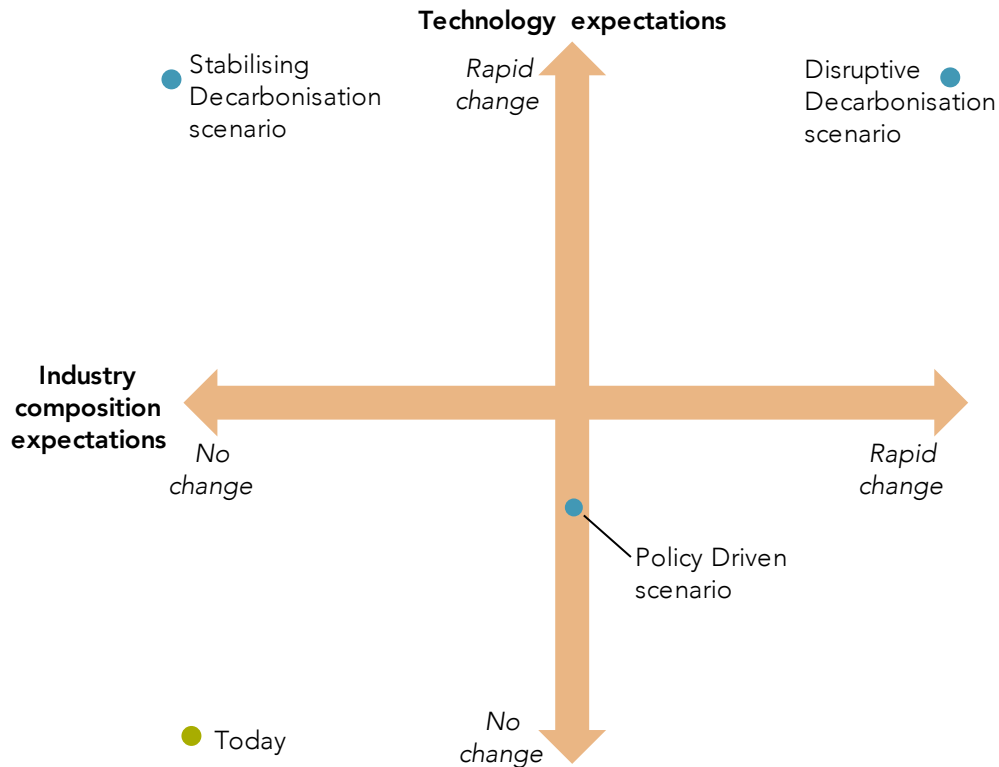 Technology expectations
Stabilising
Decarbonisation
scenario
Rapid
change
Disruptive
Decarbonisation
scenario
Industry
composition
expectations
No
change
Rapid
change
Policy Driven
scenario
Today
No
change